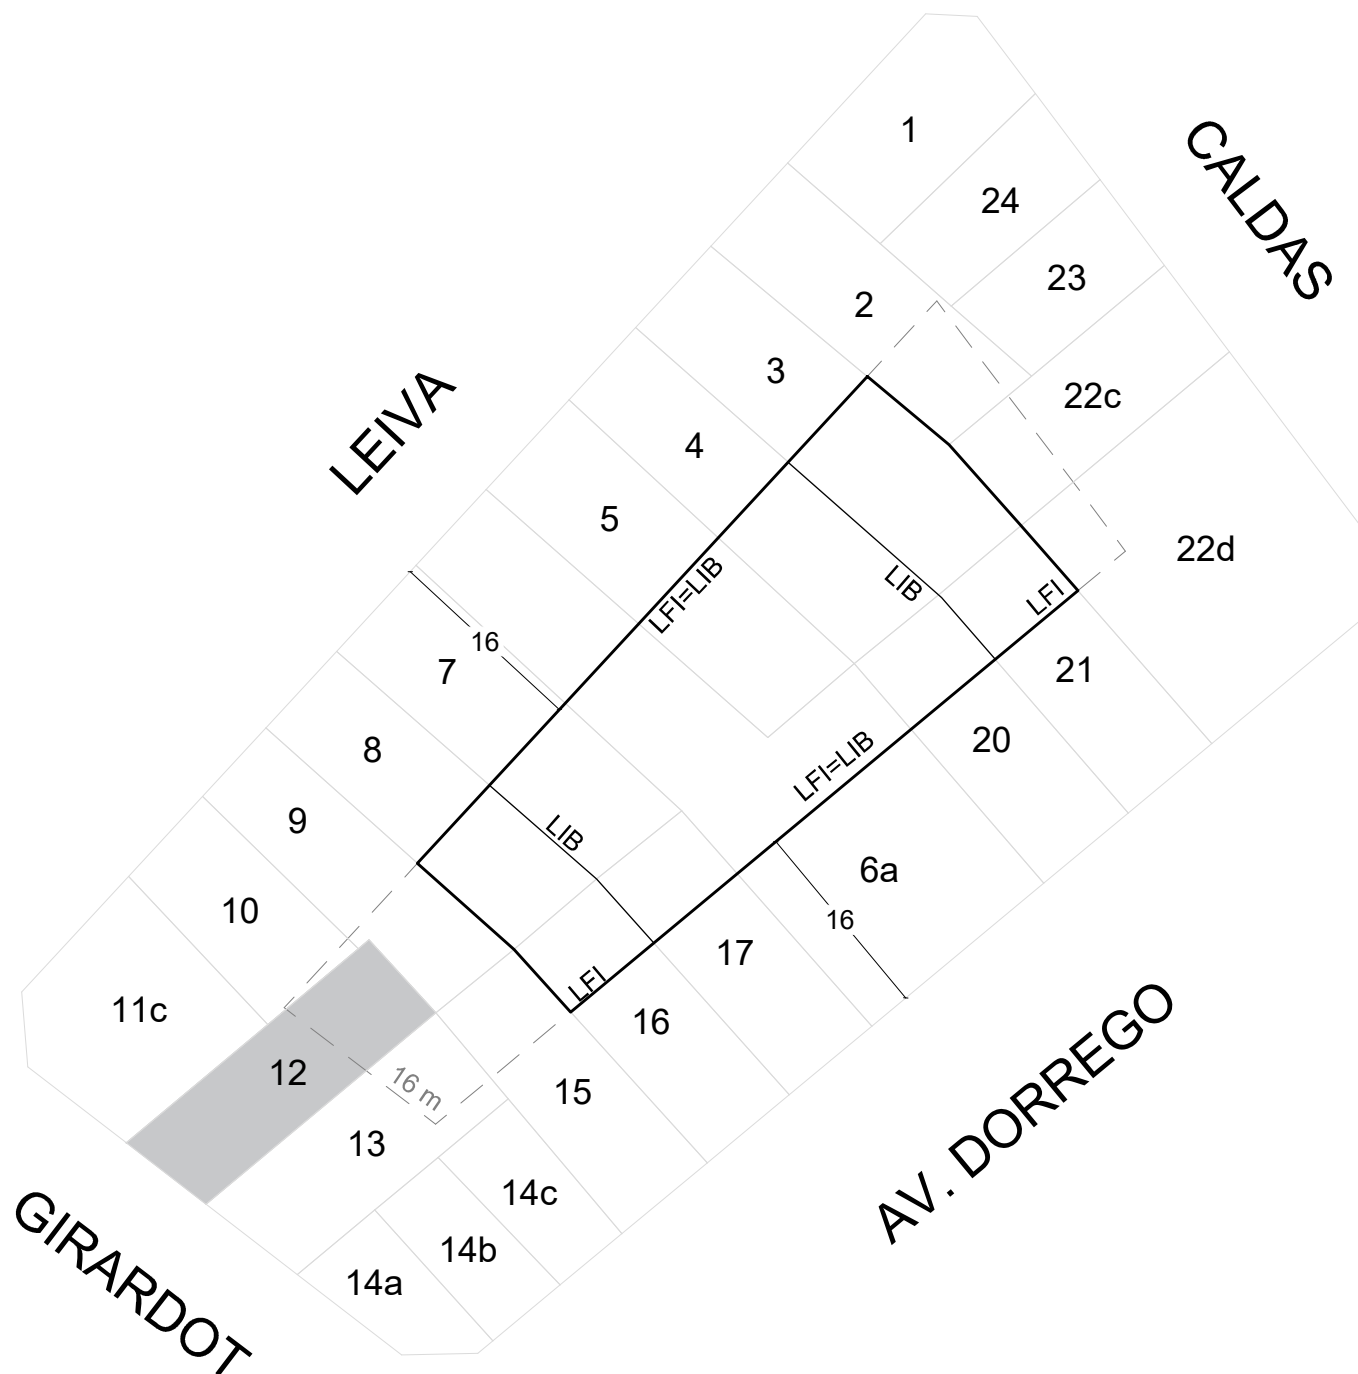 1
CALDAS
24
23
2
3
22c
LEIVA
4
5
22d
LFI=LIB
LIB
LFI
16
7
21
8
20
LFI=LIB
9
LIB
6a
10
16
17
11c
LFI
16
12
16 m
15
13
AV. DORREGO
14c
14b
14a
GIRARDOT